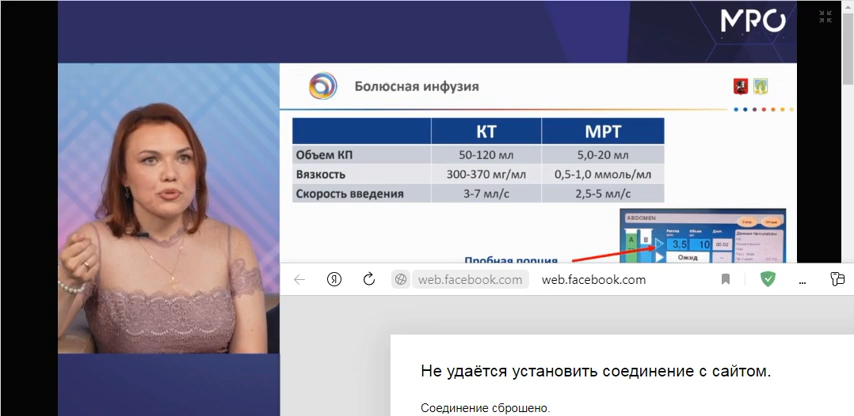 МРО
Болюсная инфузия
КТ МРТ
Объем КП 50-120 мл 5,0-20 мл
Вязкость 300-370 мг/мл 0,5-1,0 ммоль/мл
Скорость введения 3-7 мл/с 2,5-5 мл/с
ABDOMEN
A B 3.5 10 00:02
Ожид
Пробная порция
web.facebook.com web.facebook.com
Не удаётся установить соединение с сайтом.
Соединение сброшено.